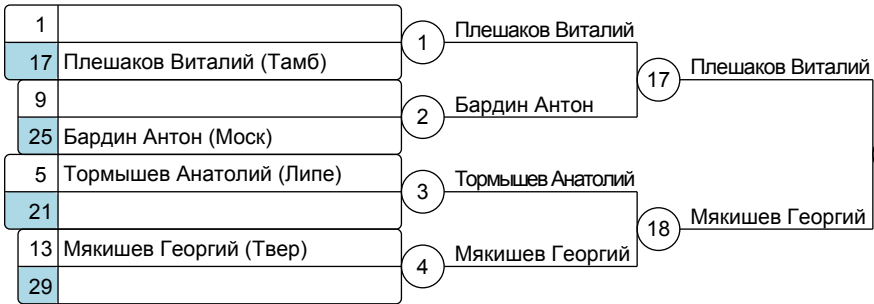 1
17 Плешаков Виталий (Тамб)
9
25 Бардин Антон (Моск)
5 Тормышев Анатолий (Липе)
21
13 Мякишев Георгий (Твер)
29
1
2
3
4
Плешаков Виталий
Бардин Антон
Тормышев Анатолий
Мякишев Георгий
17
18
Плешаков Виталий
Мякишев Георгий